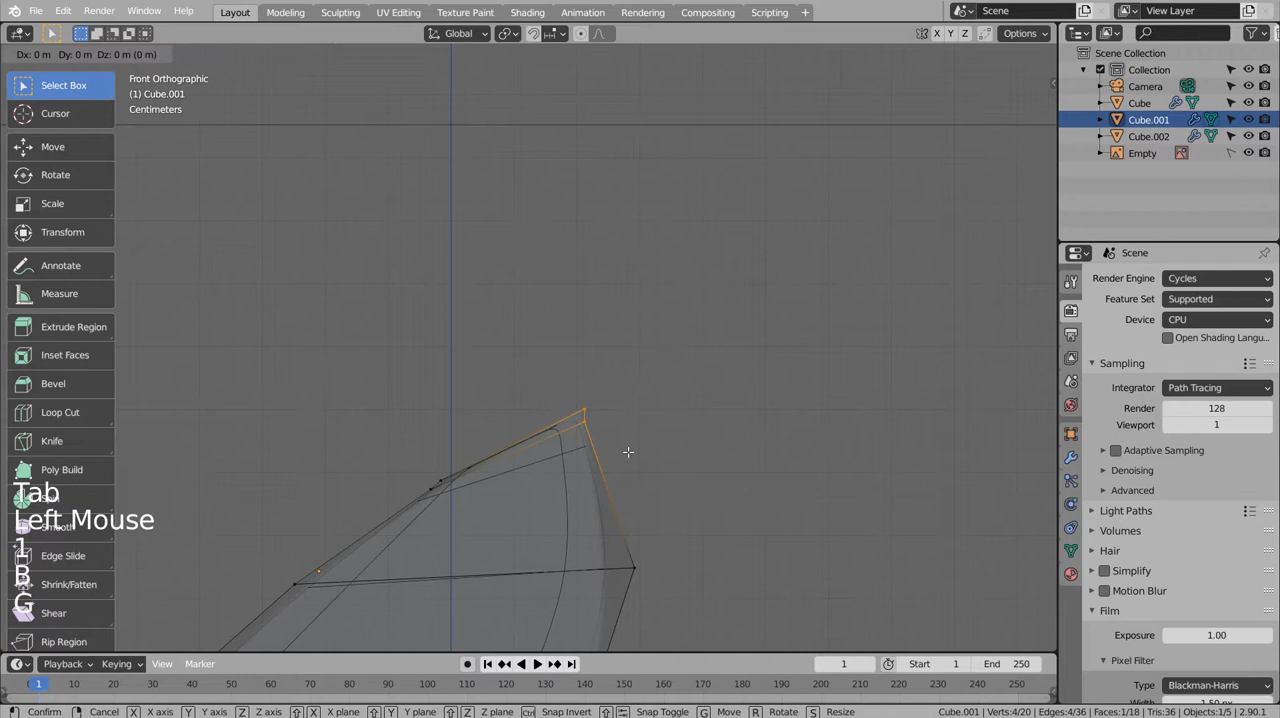 File Edit Render Window Help Layout Modeling Sculpting UV Editing Texture Paint Shading Animation Rendering Compositing Scripting + Scene View Layer
Global X Y Z Options
Dx: 0 m Dy: 0 m Dz: 0 m (0 m)
Scene Collection
Collection
Camera
Cube
Cube.001
Cube.002
Empty
Select Box
Cursor
Move
Rotate
Scale
Transform
Annotate
Measure
Extrude Region
Inset Faces
Bevel
Loop Cut
Knife
Poly Build
Smooth
Edge Slide
Shrink/Fatten
Shear
Rip Region
Front Orthographic
(1) Cube.001
Centimeters
Tab
Left Mouse
1
B
G
Scene
Render Engine Cycles
Feature Set Supported
Device CPU
Open Shading Langu...
Sampling
Integrator Path Tracing
Render 128
Viewport 1
Adaptive Sampling
Denoising
Advanced
Light Paths
Volumes
Hair
Simplify
Motion Blur
Film
Exposure 1.00
Pixel Filter
Type Blackman-Harris
Playback Keying View Marker 1 Start 1 End 250
1 10 20 30 40 50 60 70 80 90 100 110 120 130 140 150 160 170 180 190 200 210 220 230 240 250
Confirm Cancel X X axis Y Y axis Z Z axis X X plane Y Y plane Z Z plane Ctrl Snap Invert Snap Toggle G Move R Rotate S Resize Cube.001 | Verts:4/20 | Edges:4/36 | Faces:1/18 | Tris:36 | Objects:1/5 | 2.90.1